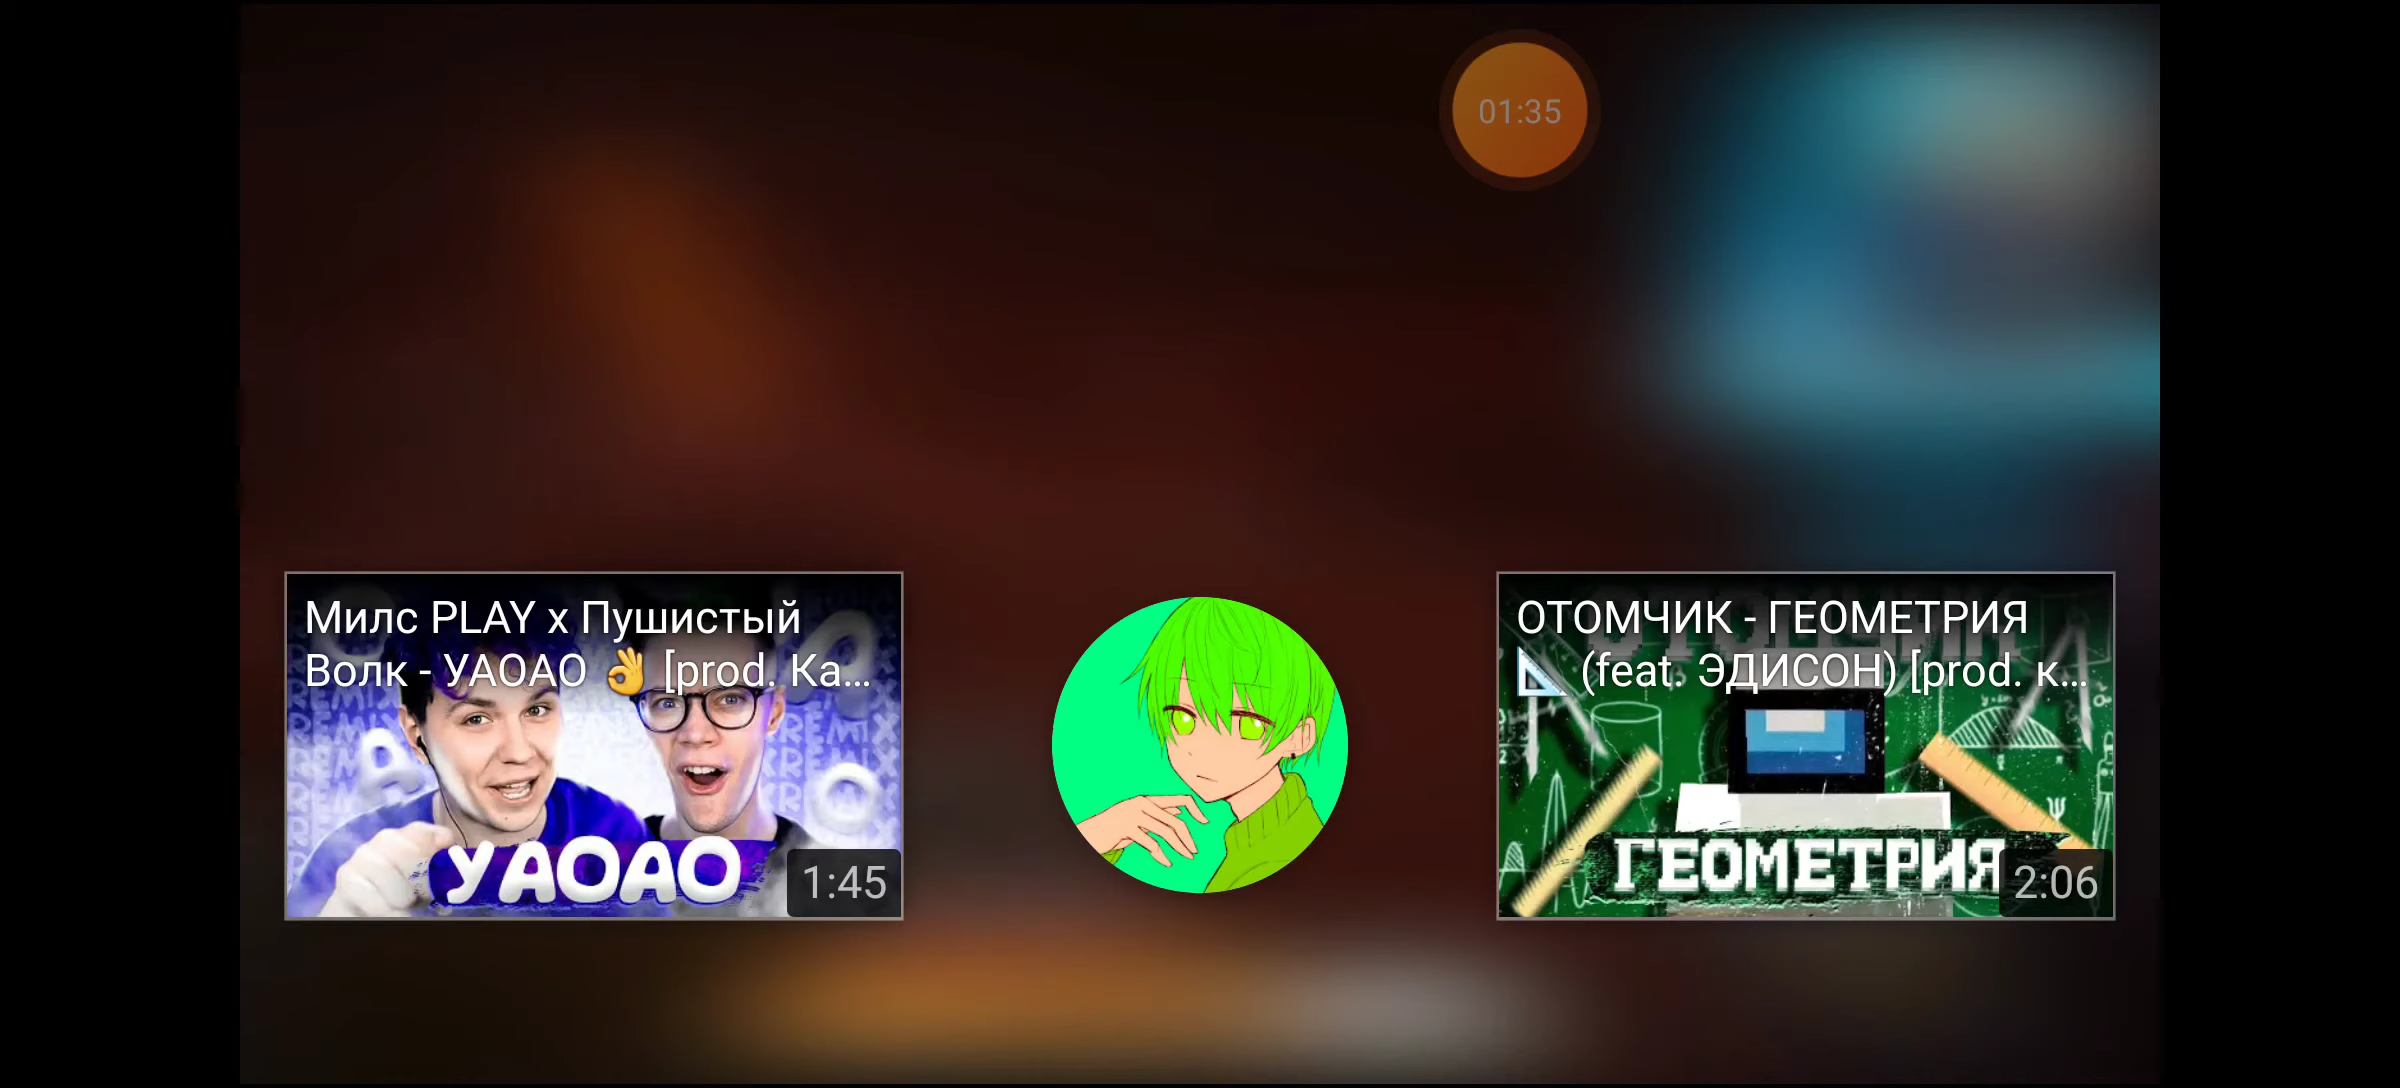 01:35
Милс PLAY x Пушистый
Волк - УАОАО 👌 [prod. Ка...
УАОАО
1:45
ОТОМЧИК - ГЕОМЕТРИЯ
📐 (feat. ЭДИСОН) [prod. к...
ГЕОМЕТРИЯ
2:06